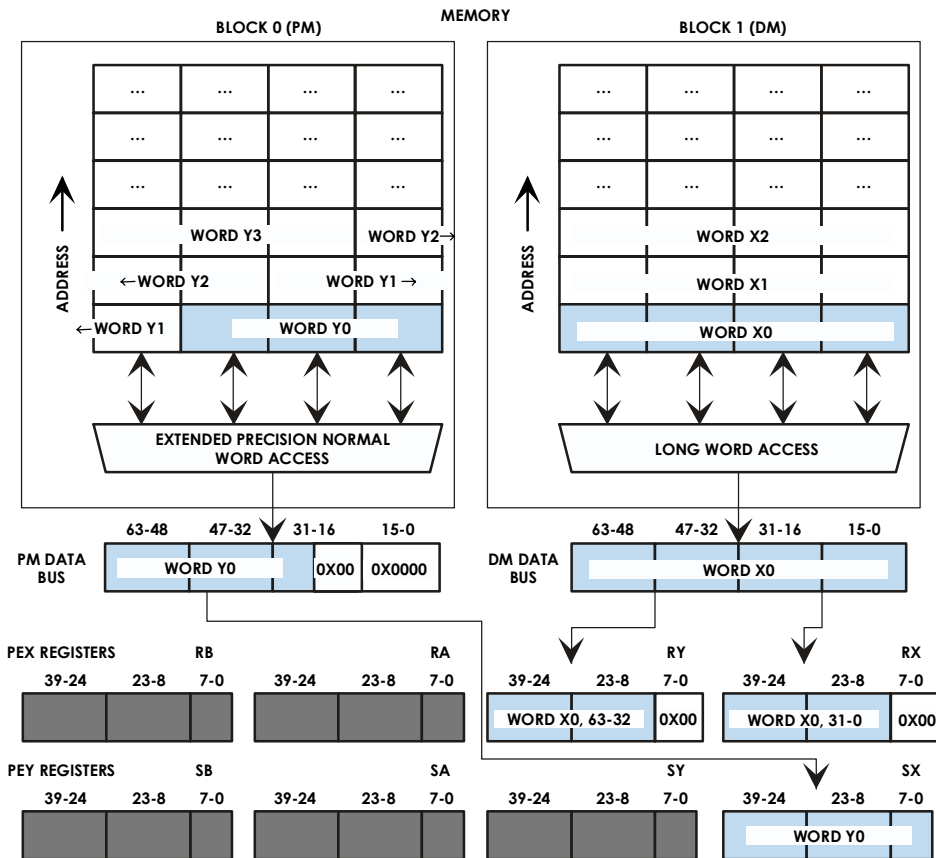 MEMORY
BLOCK 0 (PM) BLOCK 1 (DM)
... ... ... ... ... ... ... ...
... ... ... ... ... ... ... ...
... ... ... ... ... ... ... ...
WORD Y3 WORD Y2→ WORD X2
←WORD Y2 WORD Y1→ WORD X1
←WORD Y1 WORD Y0 WORD X0
ADDRESS ADDRESS
EXTENDED PRECISION NORMAL
WORD ACCESS
LONG WORD ACCESS
63-48 47-32 31-16 15-0 63-48 47-32 31-16 15-0
PM DATA
BUS
WORD Y0 0X00 0X0000
DM DATA
BUS
WORD X0
PEX REGISTERS RB RA RY RX
39-24 23-8 7-0 39-24 23-8 7-0 39-24 23-8 7-0 39-24 23-8 7-0
WORD X0, 63-32 0X00 WORD X0, 31-0 0X00
PEY REGISTERS SB SA SY SX
39-24 23-8 7-0 39-24 23-8 7-0 39-24 23-8 7-0 39-24 23-8 7-0
WORD Y0